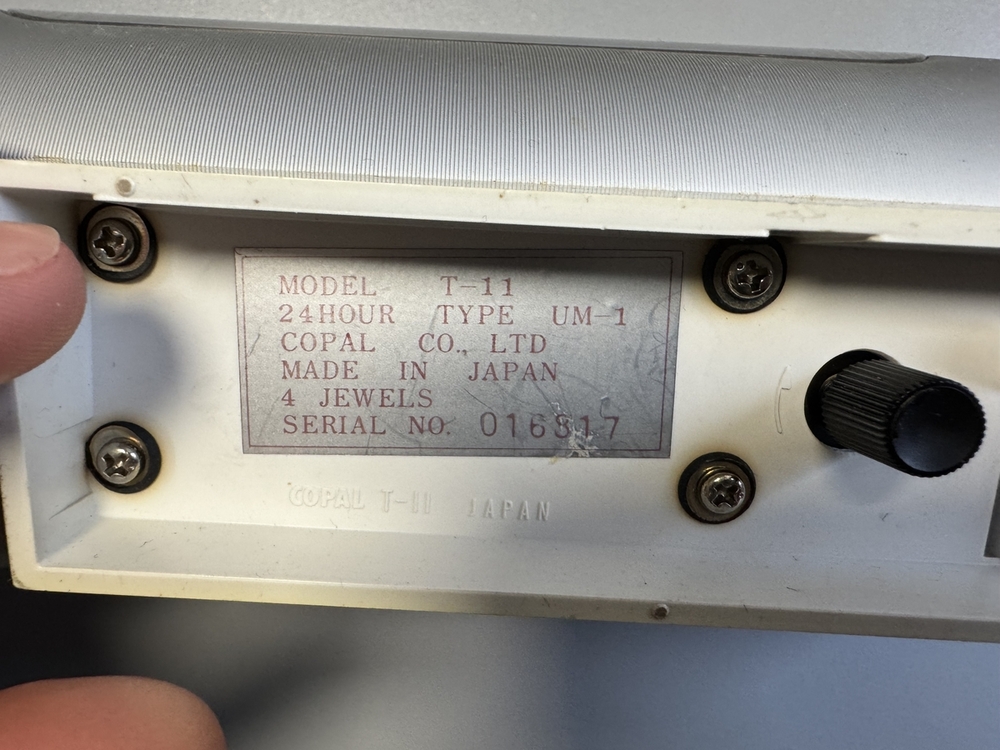 MODEL T-11
24HOUR TYPE UM-1
COPAL CO., LTD
MADE IN JAPAN
4 JEWELS
SERIAL NO. 016817
COPAL T-11 JAPAN